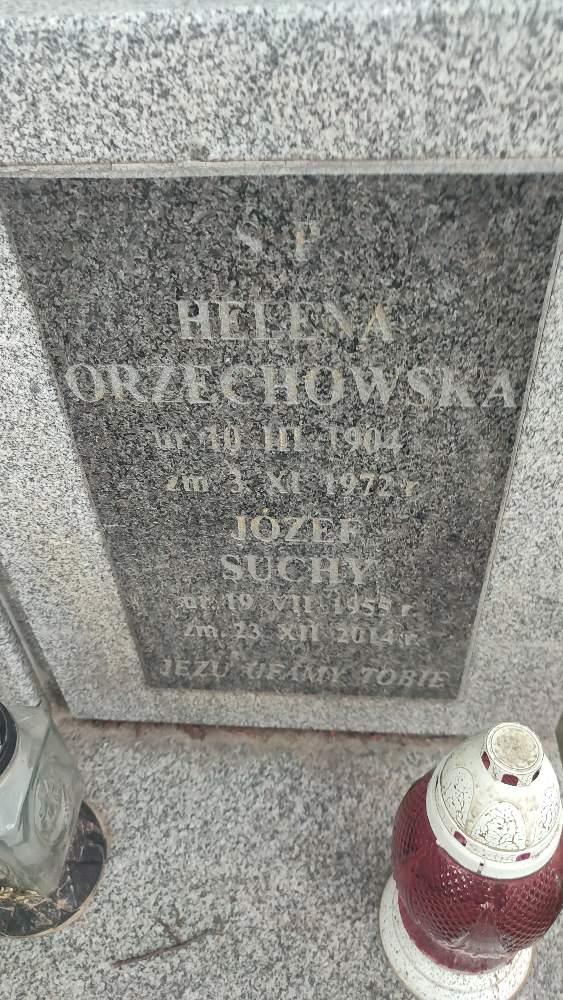 S P
HELENA
ORZECHOWSKA
ur. 10 III 1904
zm. 3. XI 1972 r
JÓZEF
SUCHY
ur. 19 VII 1955 r.
zm. 23 XII 2014 r.
JEZU UFAMY TOBIE